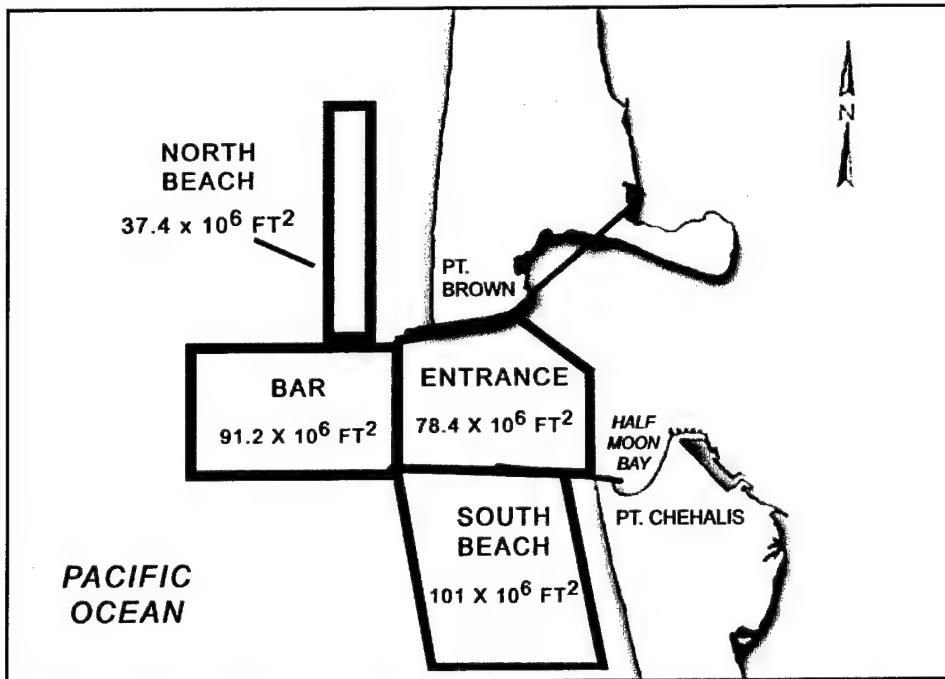 N
NORTH
BEACH
37.4 x 10⁶ FT²
PT.
BROWN
BAR
91.2 X 10⁶ FT²
ENTRANCE
78.4 X 10⁶ FT²
HALF
MOON
BAY
PT. CHEHALIS
SOUTH
BEACH
101 X 10⁶ FT²
PACIFIC
OCEAN